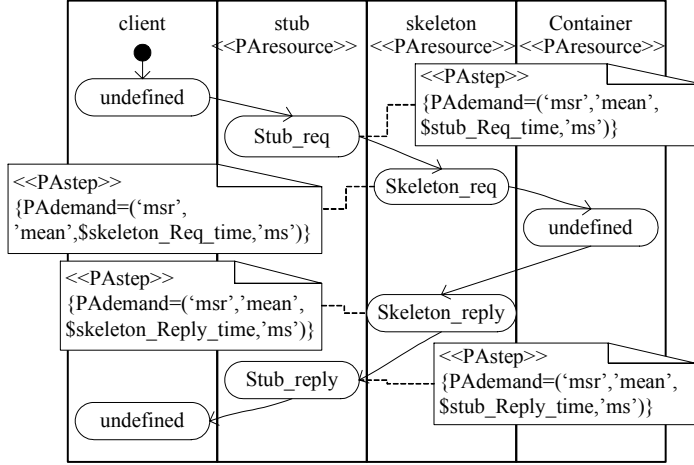 client stub skeleton Container
<<PAresource>> <<PAresource>> <<PAresource>>
<<PAstep>>
{PAdemand=(‘msr’,’mean’,
$stub_Req_time,’ms’)}
undefined
Stub_req
<<PAstep>>
{PAdemand=(‘msr’,
’mean’,$skeleton_Req_time,’ms’)}
Skeleton_req
undefined
<<PAstep>>
{PAdemand=(‘msr’,’mean’,
$skeleton_Reply_time,’ms’)}
Skeleton_reply
<<PAstep>>
{PAdemand=(‘msr’,’mean’,
$stub_Reply_time,’ms’)}
Stub_reply
undefined